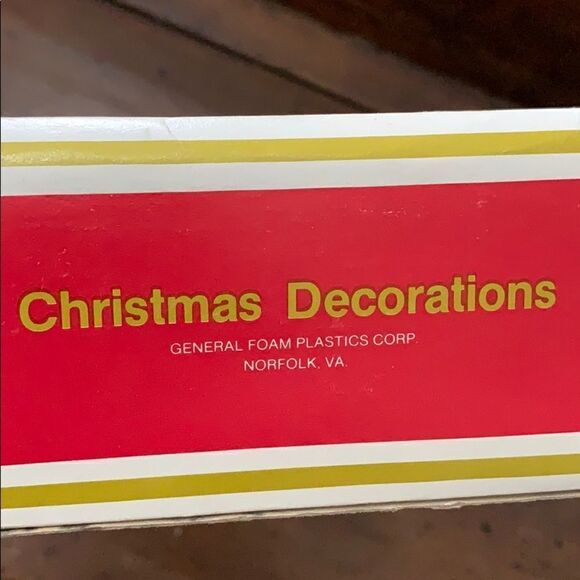 Christmas Decorations
GENERAL FOAM PLASTICS CORP.
NORFOLK, VA.